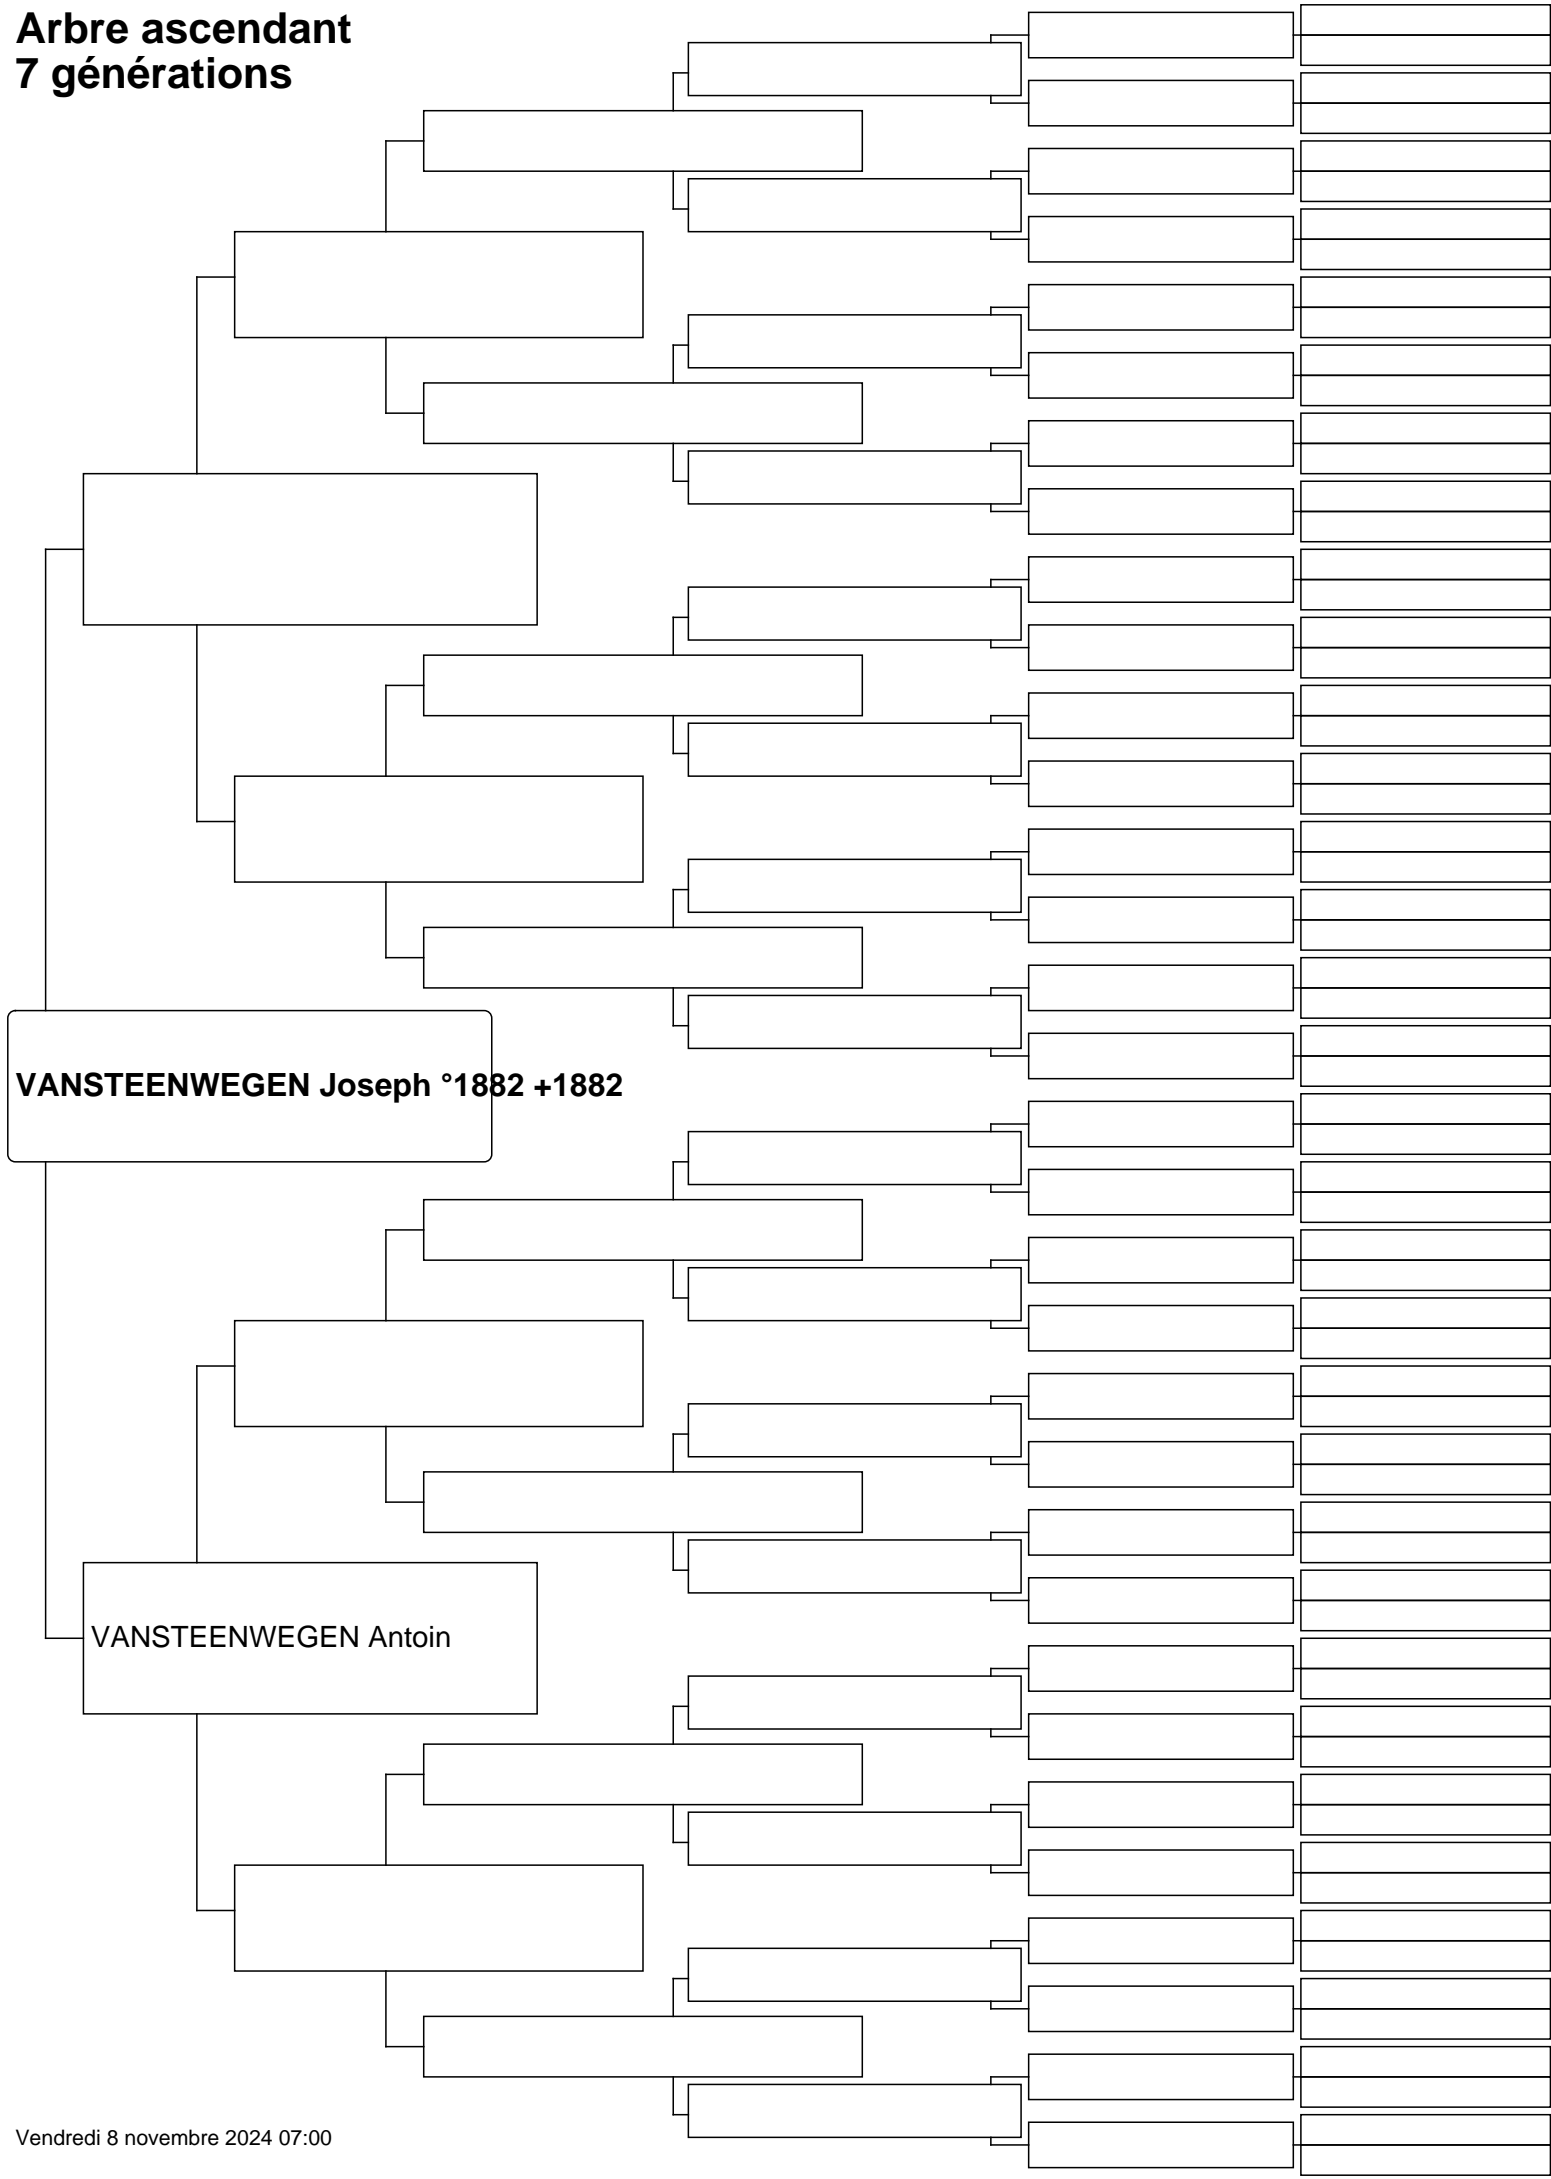 Arbre ascendant
7 générations
VANSTEENWEGEN Joseph °1882 +1882
VANSTEENWEGEN Antoin
Vendredi 8 novembre 2024 07:00